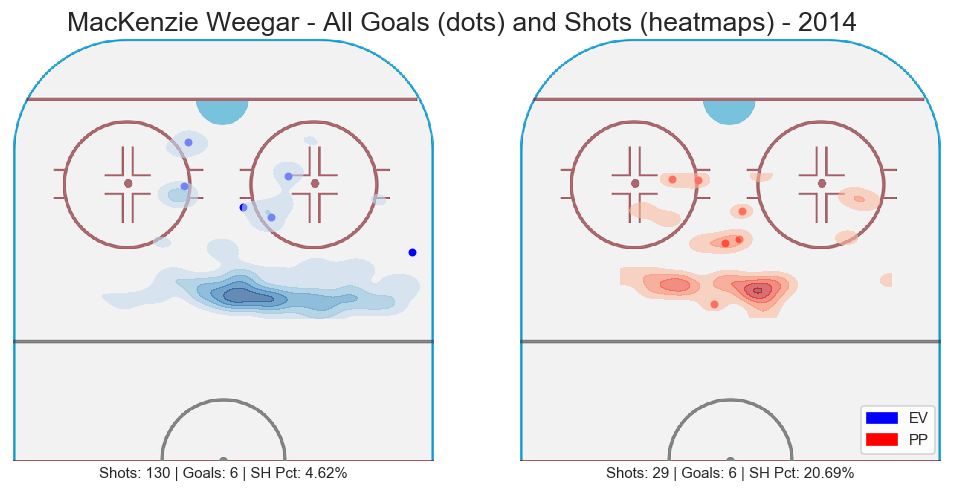 MacKenzie Weegar - All Goals (dots) and Shots (heatmaps) - 2014
EV
PP
Shots: 130 | Goals: 6 | SH Pct: 4.62%
Shots: 29 | Goals: 6 | SH Pct: 20.69%